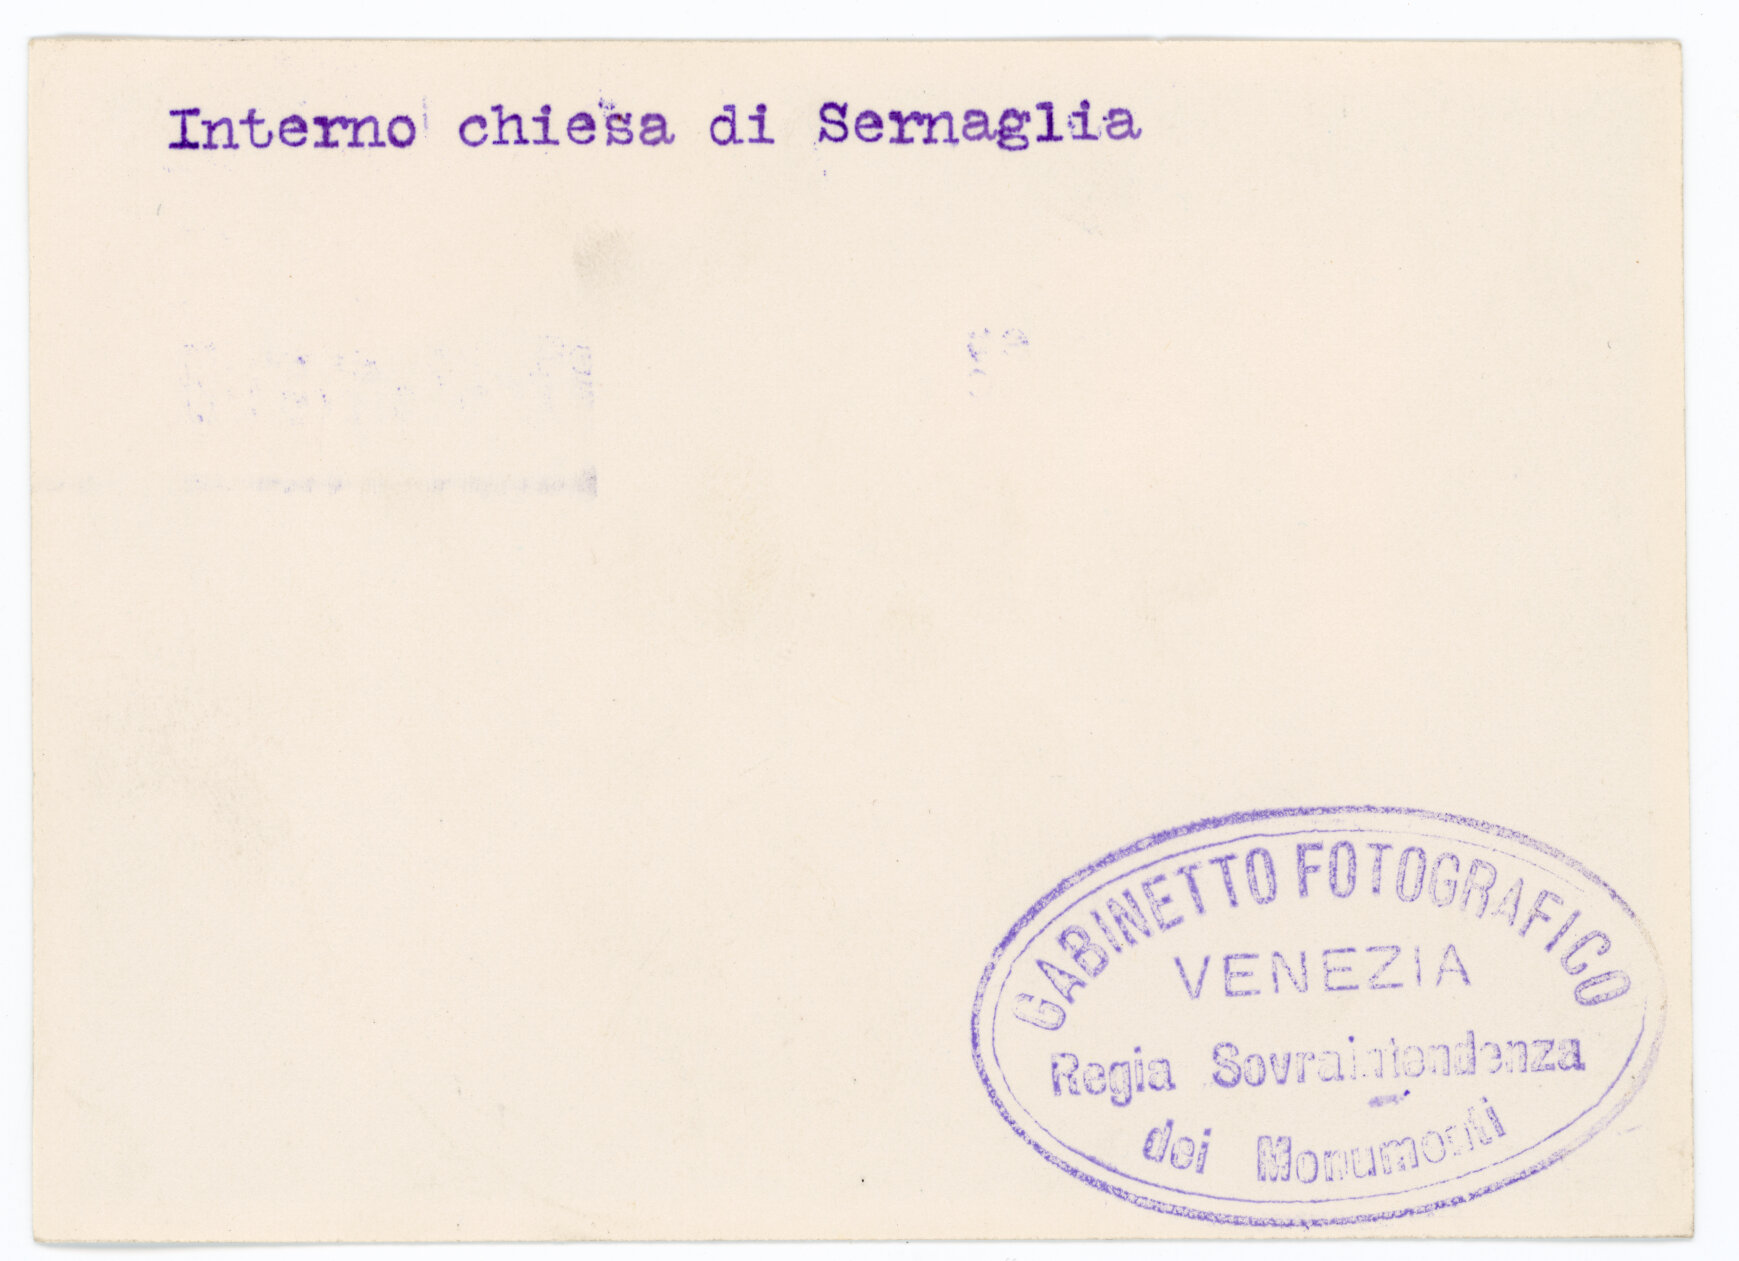 Interno chiesa di Sernaglia
GABINETTO FOTOGRAFICO
VENEZIA
Regia Sovraintendenza
dei Monumenti